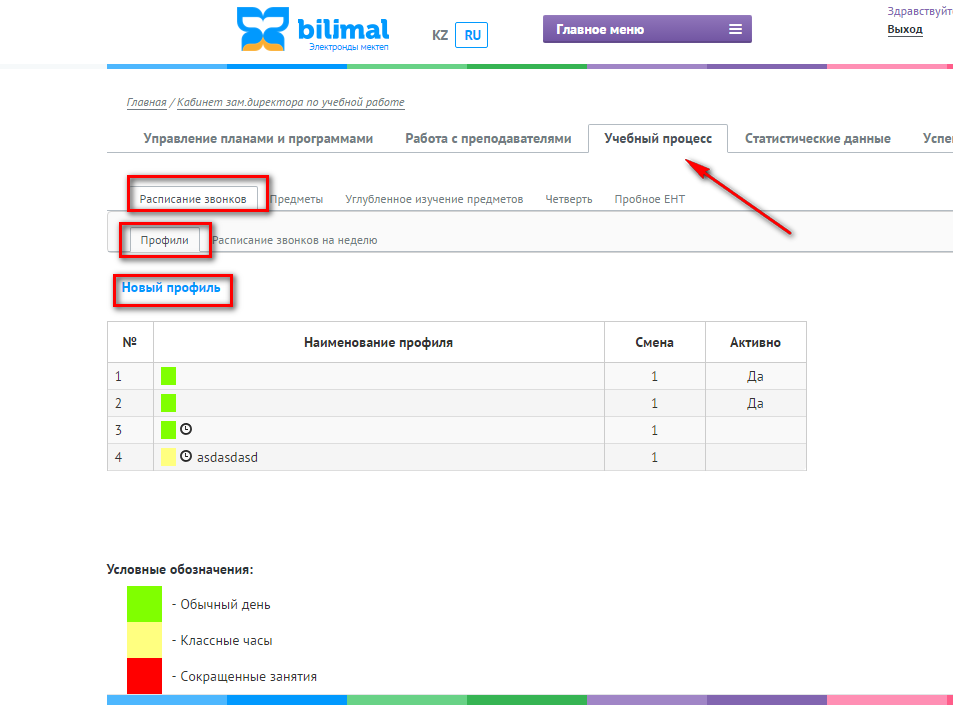 Здравствуйт
bilimal
Электронды мектеп
KZ RU
Главное меню
Выход
Главная / Кабинет зам.директора по учебной работе
Управление планами и программами Работа с преподавателями Учебный процесс Статистические данные Успе
Расписание звонков Предметы Углубленное изучение предметов Четверть Пробное ЕНТ
Профили Расписание звонков на неделю
Новый профиль
№ Наименование профиля Смена Активно
1 1 Да
2 1 Да
3 1
4 asdasdasd 1
Условные обозначения:
- Обычный день
- Классные часы
- Сокращенные занятия